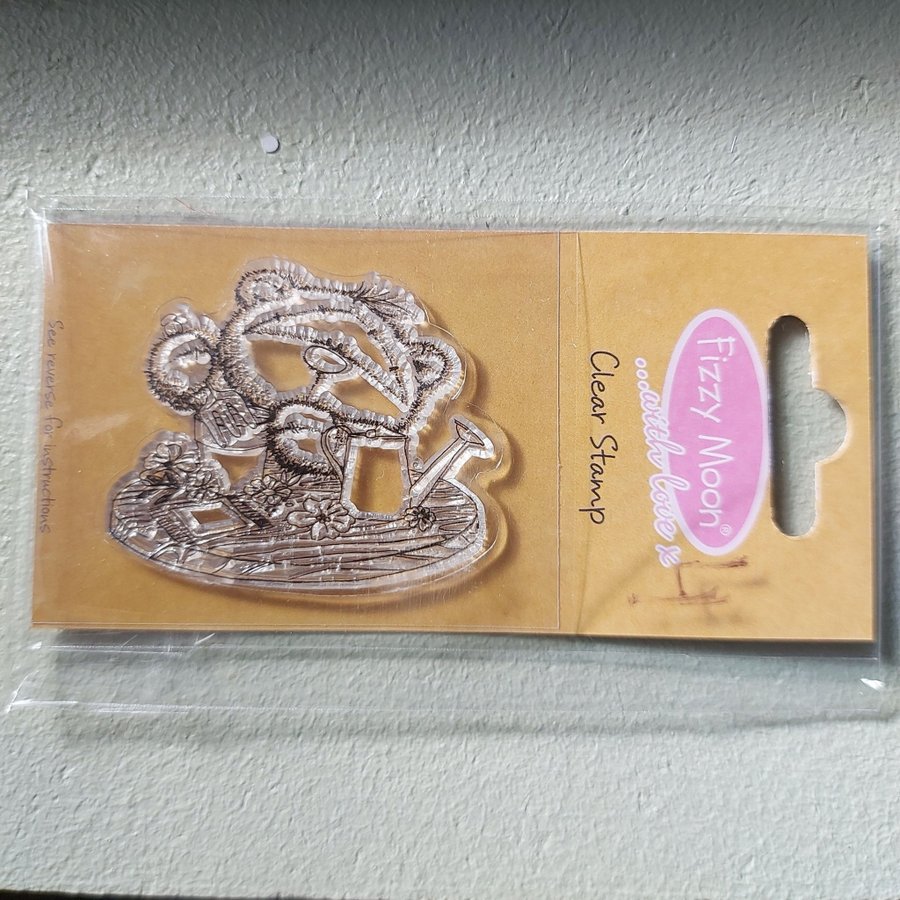 Fizzy Moon®
...with love x
Clear Stamp
See reverse for instructions